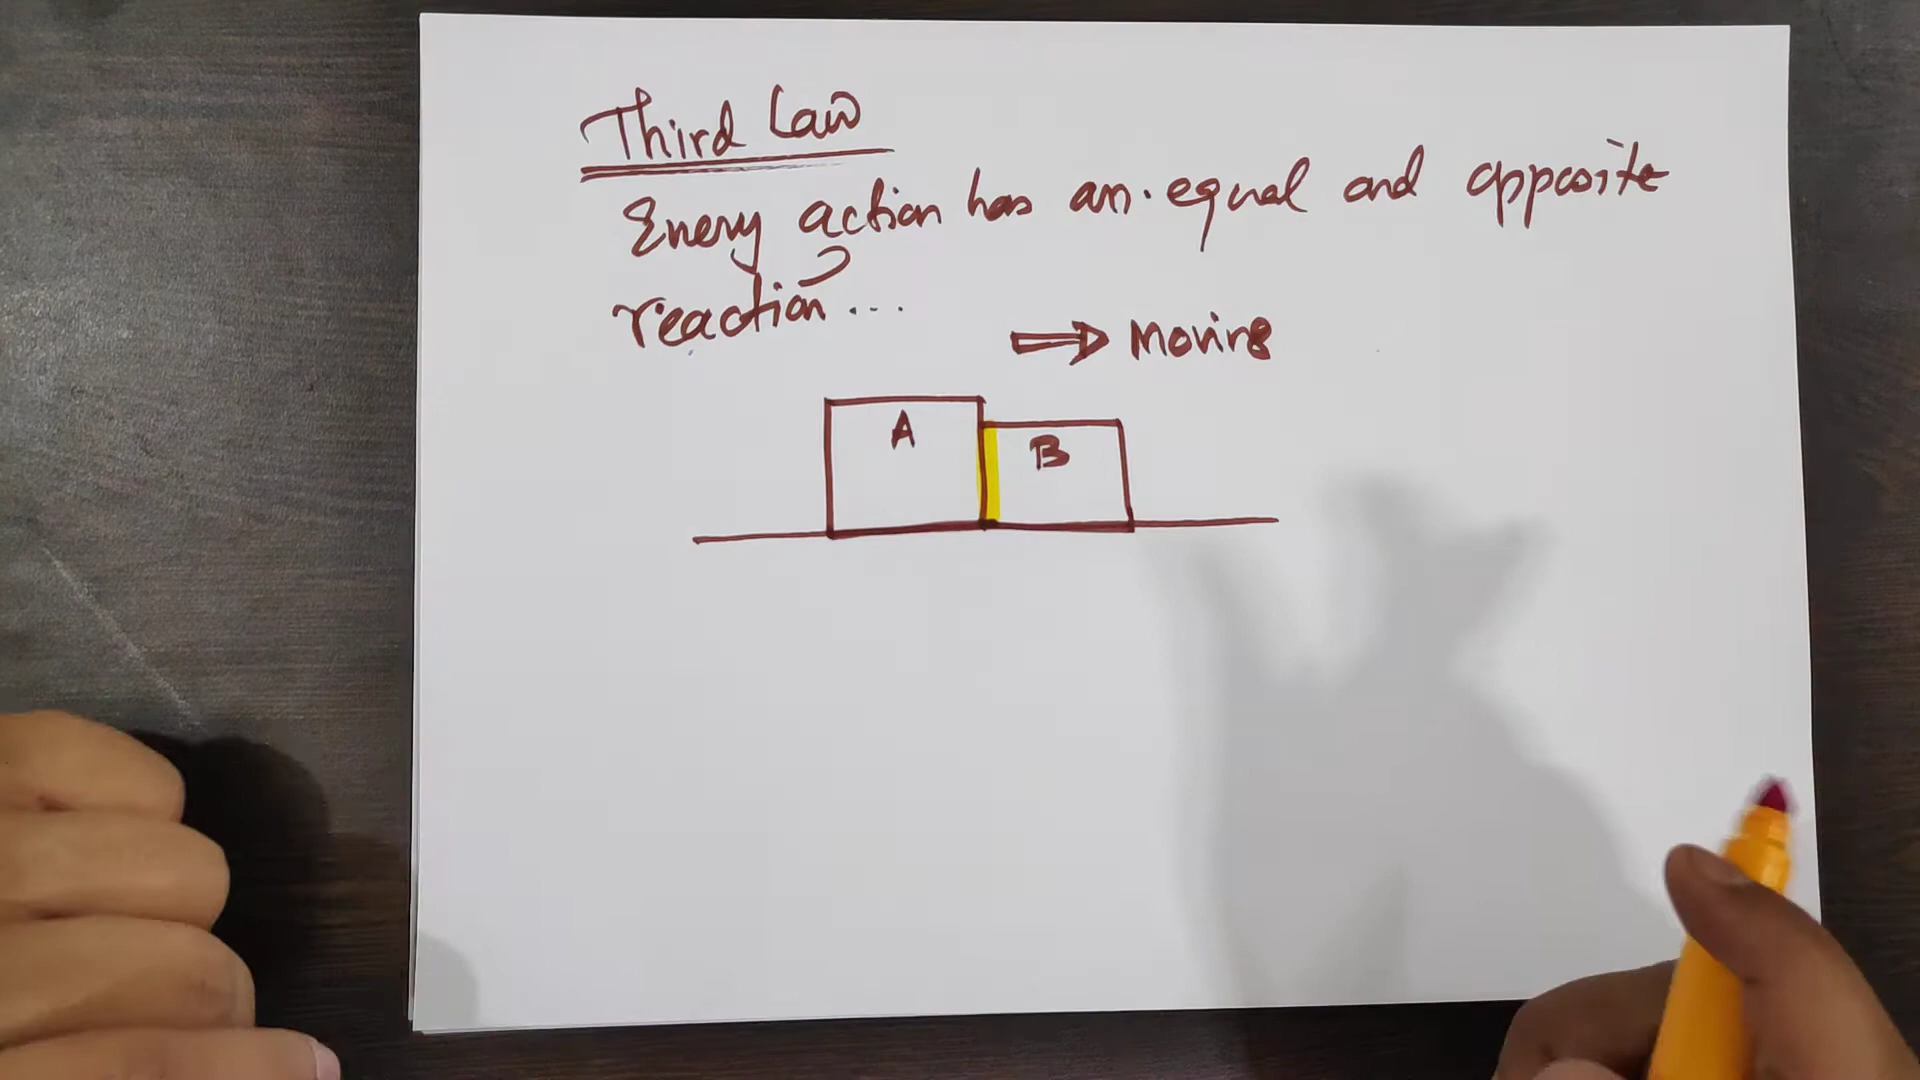 Third Law
Every action has an equal and opposite
reaction...
Moving
A
B